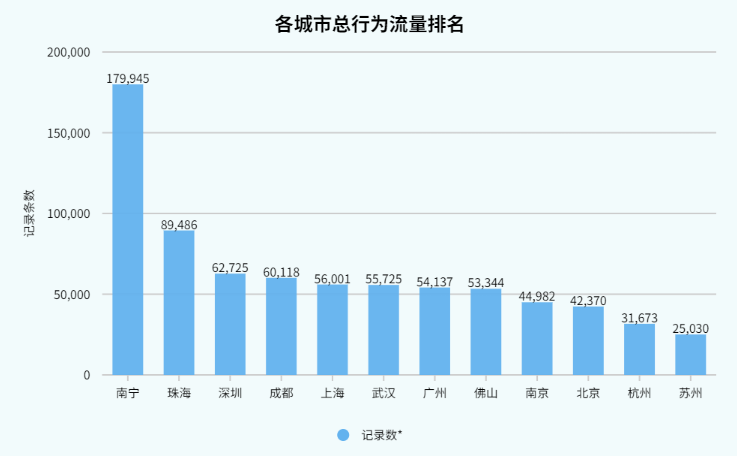 各城市总行为流量排名
200,000
150,000
100,000
50,000
0
记录条数
179,945
89,486
62,725
60,118
56,001
55,725
54,137
53,344
44,982
42,370
31,673
25,030
南宁
珠海
深圳
成都
上海
武汉
广州
佛山
南京
北京
杭州
苏州
记录数*